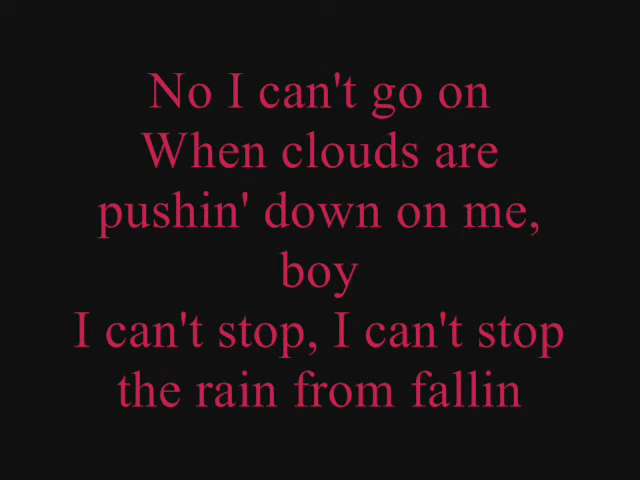 No I can't go on
When clouds are
pushin' down on me,
boy
I can't stop, I can't stop
the rain from fallin